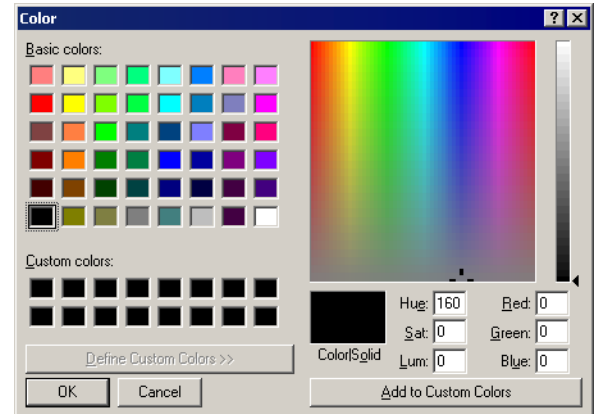 Color
Basic colors:
Custom colors:
Define Custom Colors >>
OK Cancel
Hue: 160 Red: 0
Sat: 0 Green: 0
Color|Solid Lum: 0 Blue: 0
Add to Custom Colors